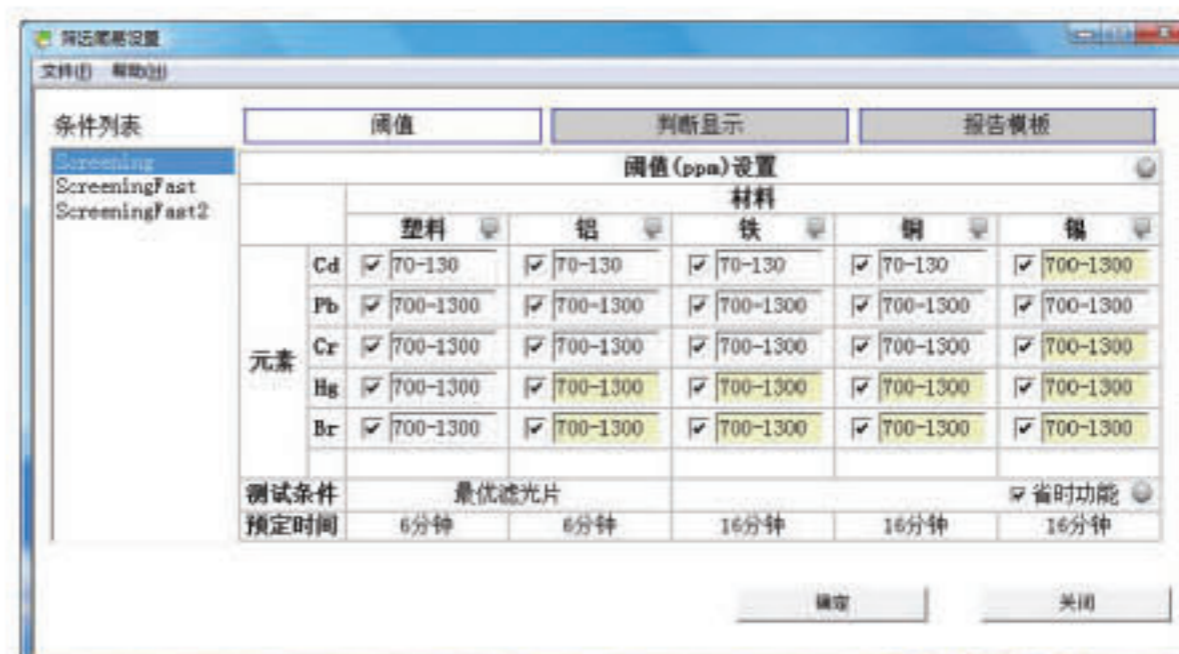 筛选简易设置
文件(F) 帮助(H)
条件列表
阈值 判断显示 报告模板
Screening
ScreeningFast
ScreeningFast2
阈值(ppm)设置
材料
塑料 铝 铁 铜 锡
元素
Cd 70-130 70-130 70-130 70-130 700-1300
Pb 700-1300 700-1300 700-1300 700-1300 700-1300
Cr 700-1300 700-1300 700-1300 700-1300 700-1300
Hg 700-1300 700-1300 700-1300 700-1300 700-1300
Br 700-1300 700-1300 700-1300 700-1300 700-1300
测试条件 最优滤光片 省时功能
预定时间 6分钟 6分钟 16分钟 16分钟 16分钟
确定 关闭